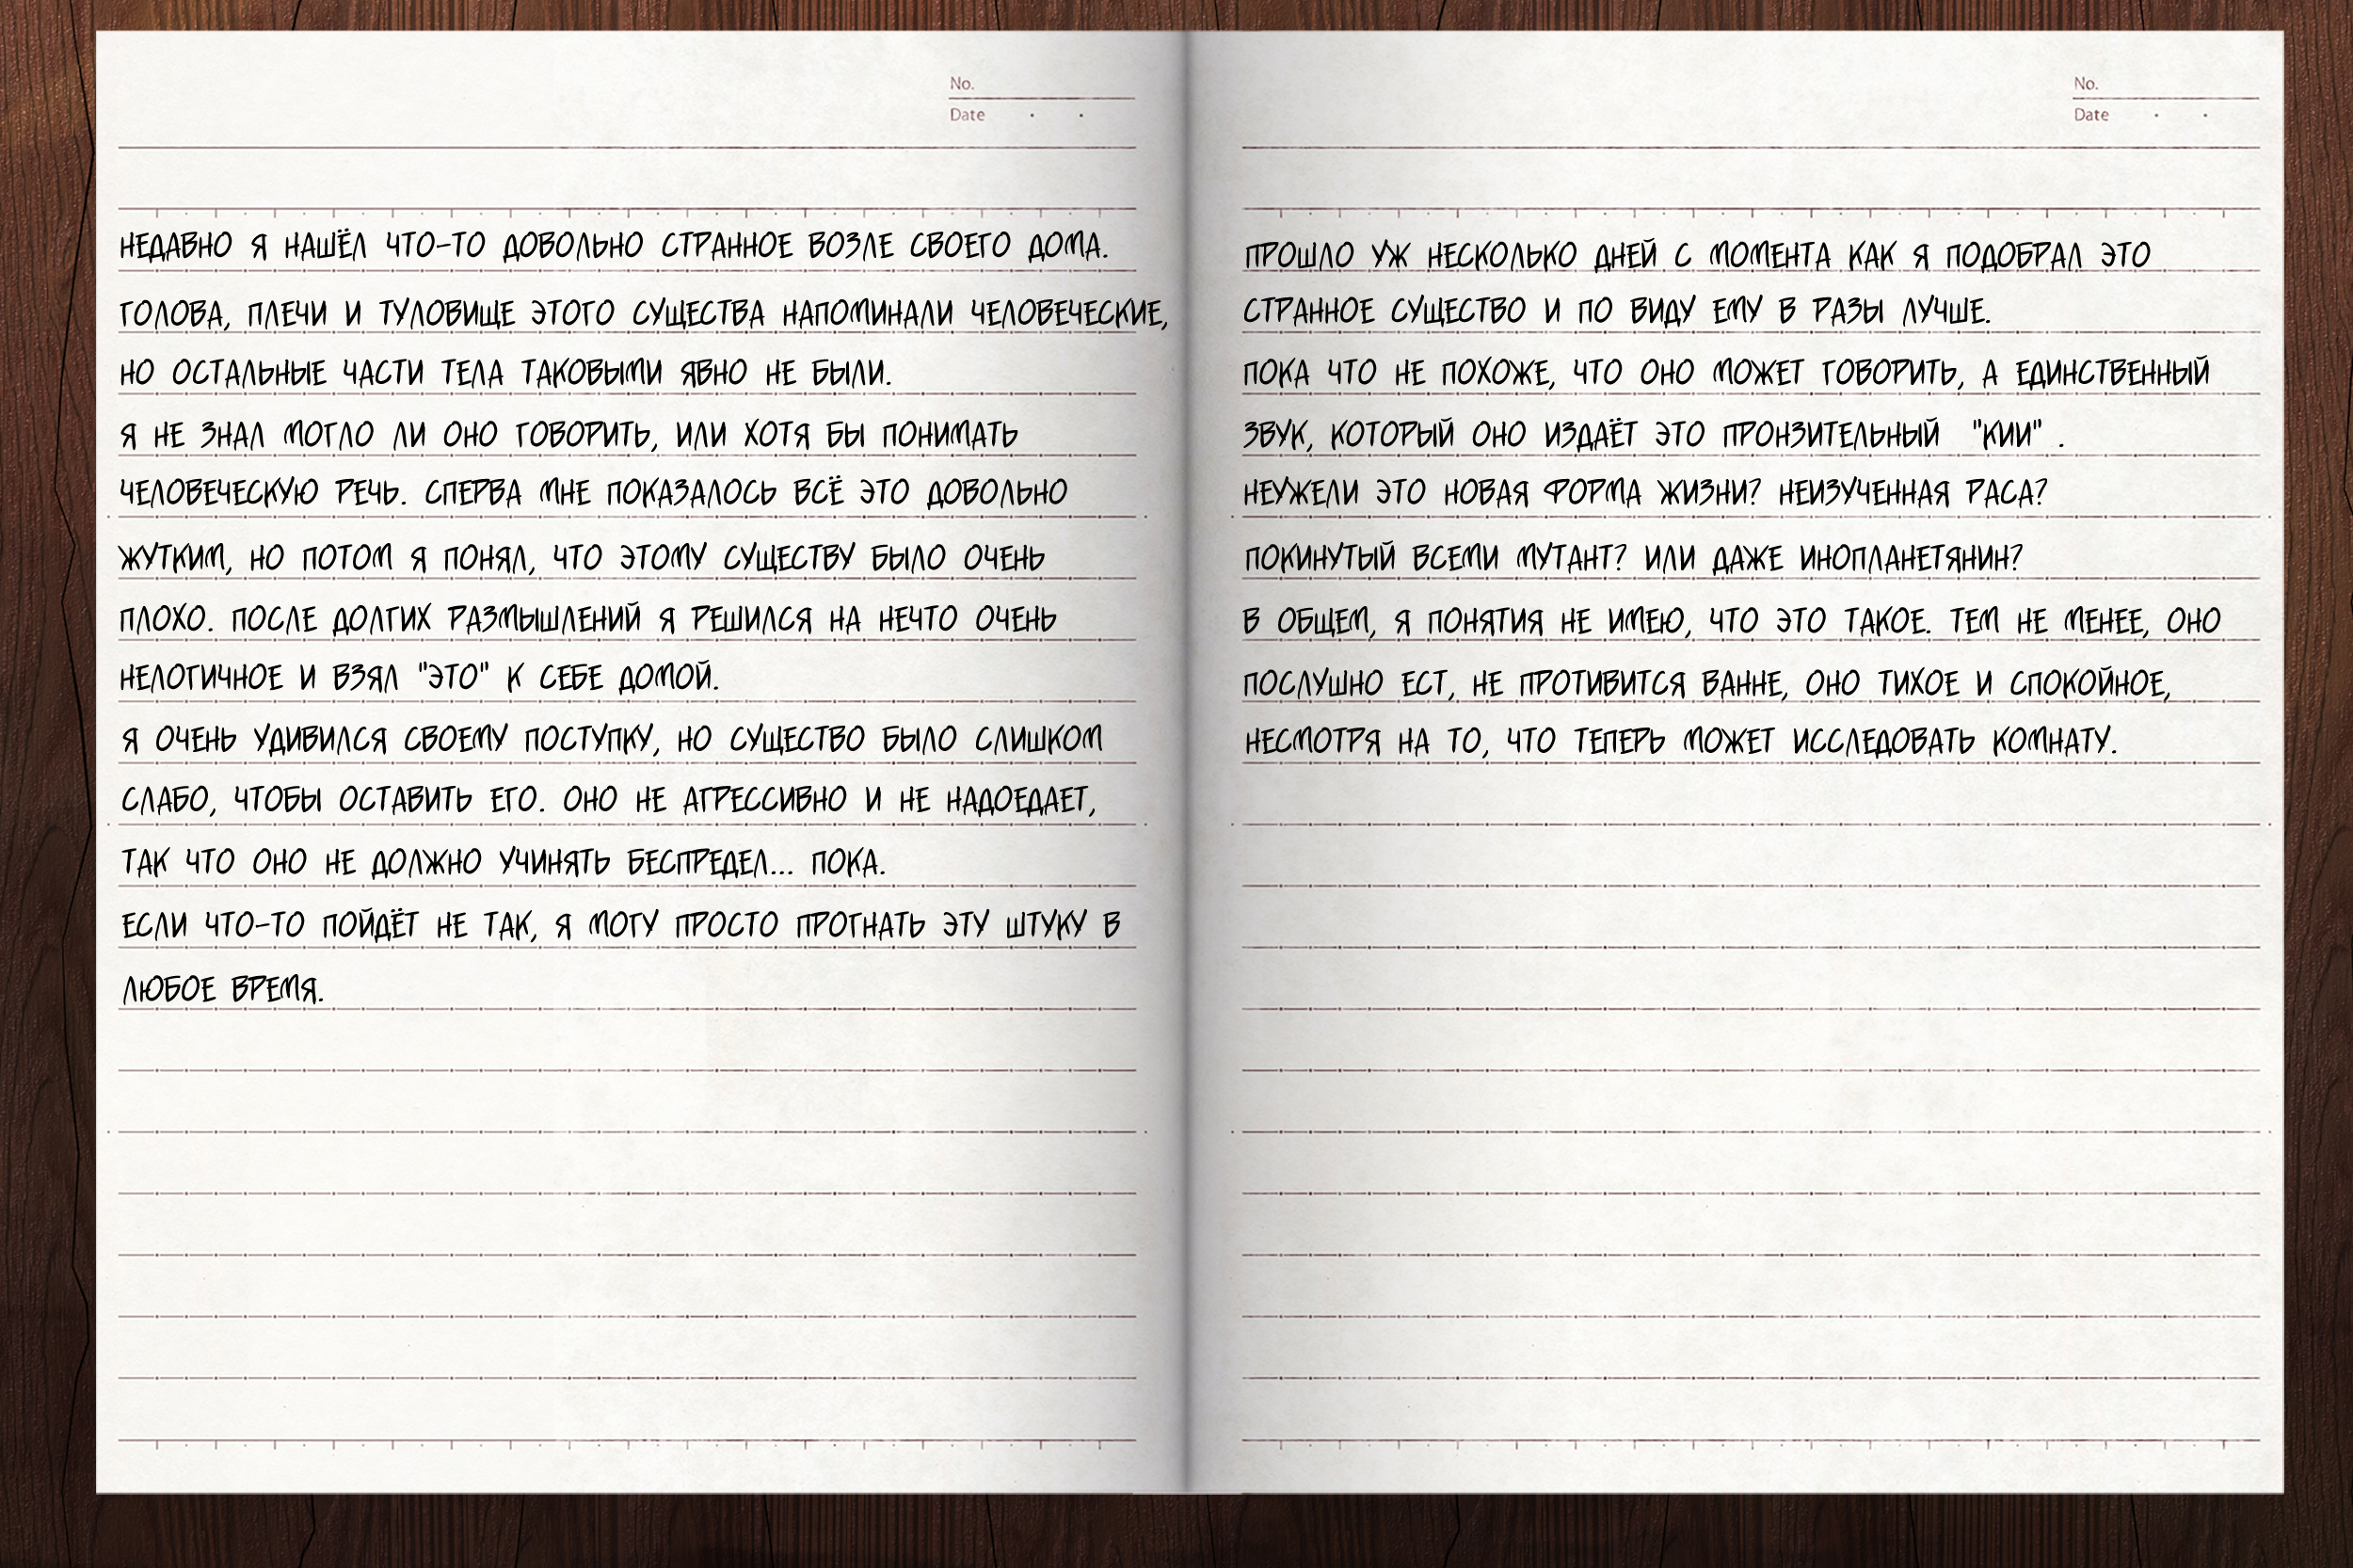 No.
Date
НЕДАВНО Я НАШЁЛ ЧТО-ТО ДОВОЛЬНО СТРАННОЕ ВОЗЛЕ СВОЕГО ДОМА.
ГОЛОВА, ПЛЕЧИ И ТУЛОВИЩЕ ЭТОГО СУЩЕСТВА НАПОМИНАЛИ ЧЕЛОВЕЧЕСКИЕ,
НО ОСТАЛЬНЫЕ ЧАСТИ ТЕЛА ТАКОВЫМИ ЯВНО НЕ БЫЛИ.
Я НЕ ЗНАЛ МОГЛО ЛИ ОНО ГОВОРИТЬ, ИЛИ ХОТЯ БЫ ПОНИМАТЬ
ЧЕЛОВЕЧЕСКУЮ РЕЧЬ. СПЕРВА МНЕ ПОКАЗАЛОСЬ ВСЁ ЭТО ДОВОЛЬНО
ЖУТКИМ, НО ПОТОМ Я ПОНЯЛ, ЧТО ЭТОМУ СУЩЕСТВУ БЫЛО ОЧЕНЬ
ПЛОХО. ПОСЛЕ ДОЛГИХ РАЗМЫШЛЕНИЙ Я РЕШИЛСЯ НА НЕЧТО ОЧЕНЬ
НЕЛОГИЧНОЕ И ВЗЯЛ "ЭТО" К СЕБЕ ДОМОЙ.
Я ОЧЕНЬ УДИВИЛСЯ СВОЕМУ ПОСТУПКУ, НО СУЩЕСТВО БЫЛО СЛИШКОМ
СЛАБО, ЧТОБЫ ОСТАВИТЬ ЕГО. ОНО НЕ АГРЕССИВНО И НЕ НАДОЕДАЕТ,
ТАК ЧТО ОНО НЕ ДОЛЖНО УЧИНЯТЬ БЕСПРЕДЕЛ... ПОКА.
ЕСЛИ ЧТО-ТО ПОЙДЁТ НЕ ТАК, Я МОГУ ПРОСТО ПРОГНАТЬ ЭТУ ШТУКУ В
ЛЮБОЕ ВРЕМЯ.
No.
Date
ПРОШЛО УЖ НЕСКОЛЬКО ДНЕЙ С МОМЕНТА КАК Я ПОДОБРАЛ ЭТО
СТРАННОЕ СУЩЕСТВО И ПО ВИДУ ЕМУ В РАЗЫ ЛУЧШЕ.
ПОКА ЧТО НЕ ПОХОЖЕ, ЧТО ОНО МОЖЕТ ГОВОРИТЬ, А ЕДИНСТВЕННЫЙ
ЗВУК, КОТОРЫЙ ОНО ИЗДАЁТ ЭТО ПРОНЗИТЕЛЬНЫЙ "КИИ" .
НЕУЖЕЛИ ЭТО НОВАЯ ФОРМА ЖИЗНИ? НЕИЗУЧЕННАЯ РАСА?
ПОКИНУТЫЙ ВСЕМИ МУТАНТ? ИЛИ ДАЖЕ ИНОПЛАНЕТЯНИН?
В ОБЩЕМ, Я ПОНЯТИЯ НЕ ИМЕЮ, ЧТО ЭТО ТАКОЕ. ТЕМ НЕ МЕНЕЕ, ОНО
ПОСЛУШНО ЕСТ, НЕ ПРОТИВИТСЯ ВАННЕ, ОНО ТИХОЕ И СПОКОЙНОЕ,
НЕСМОТРЯ НА ТО, ЧТО ТЕПЕРЬ МОЖЕТ ИССЛЕДОВАТЬ КОМНАТУ.